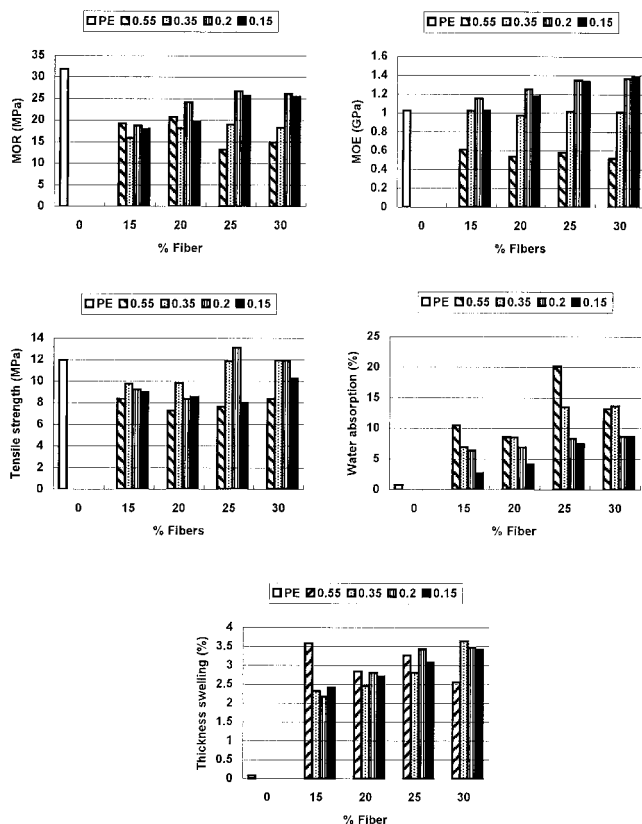 PE 0.55 0.35 0.2 0.15
35
30
25
20
15
10
5
0
MOR (MPa)
0 15 20 25 30
% Fiber
PE 0.55 0.35 0.2 0.15
1.6
1.4
1.2
1
0.8
0.6
0.4
0.2
0
MOE (GPa)
0 15 20 25 30
% Fibers
PE 0.55 0.35 0.2 0.15
14
12
10
8
6
4
2
0
Tensile strength (MPa)
0 15 20 25 30
% Fibers
PE 0.55 0.35 0.2 0.15
25
20
15
10
5
0
Water absorption (%)
0 15 20 25 30
% Fiber
PE 0.55 0.35 0.2 0.15
4
3.5
3
2.5
2
1.5
1
0.5
0
Thickness swelling (%)
0 15 20 25 30
% Fiber